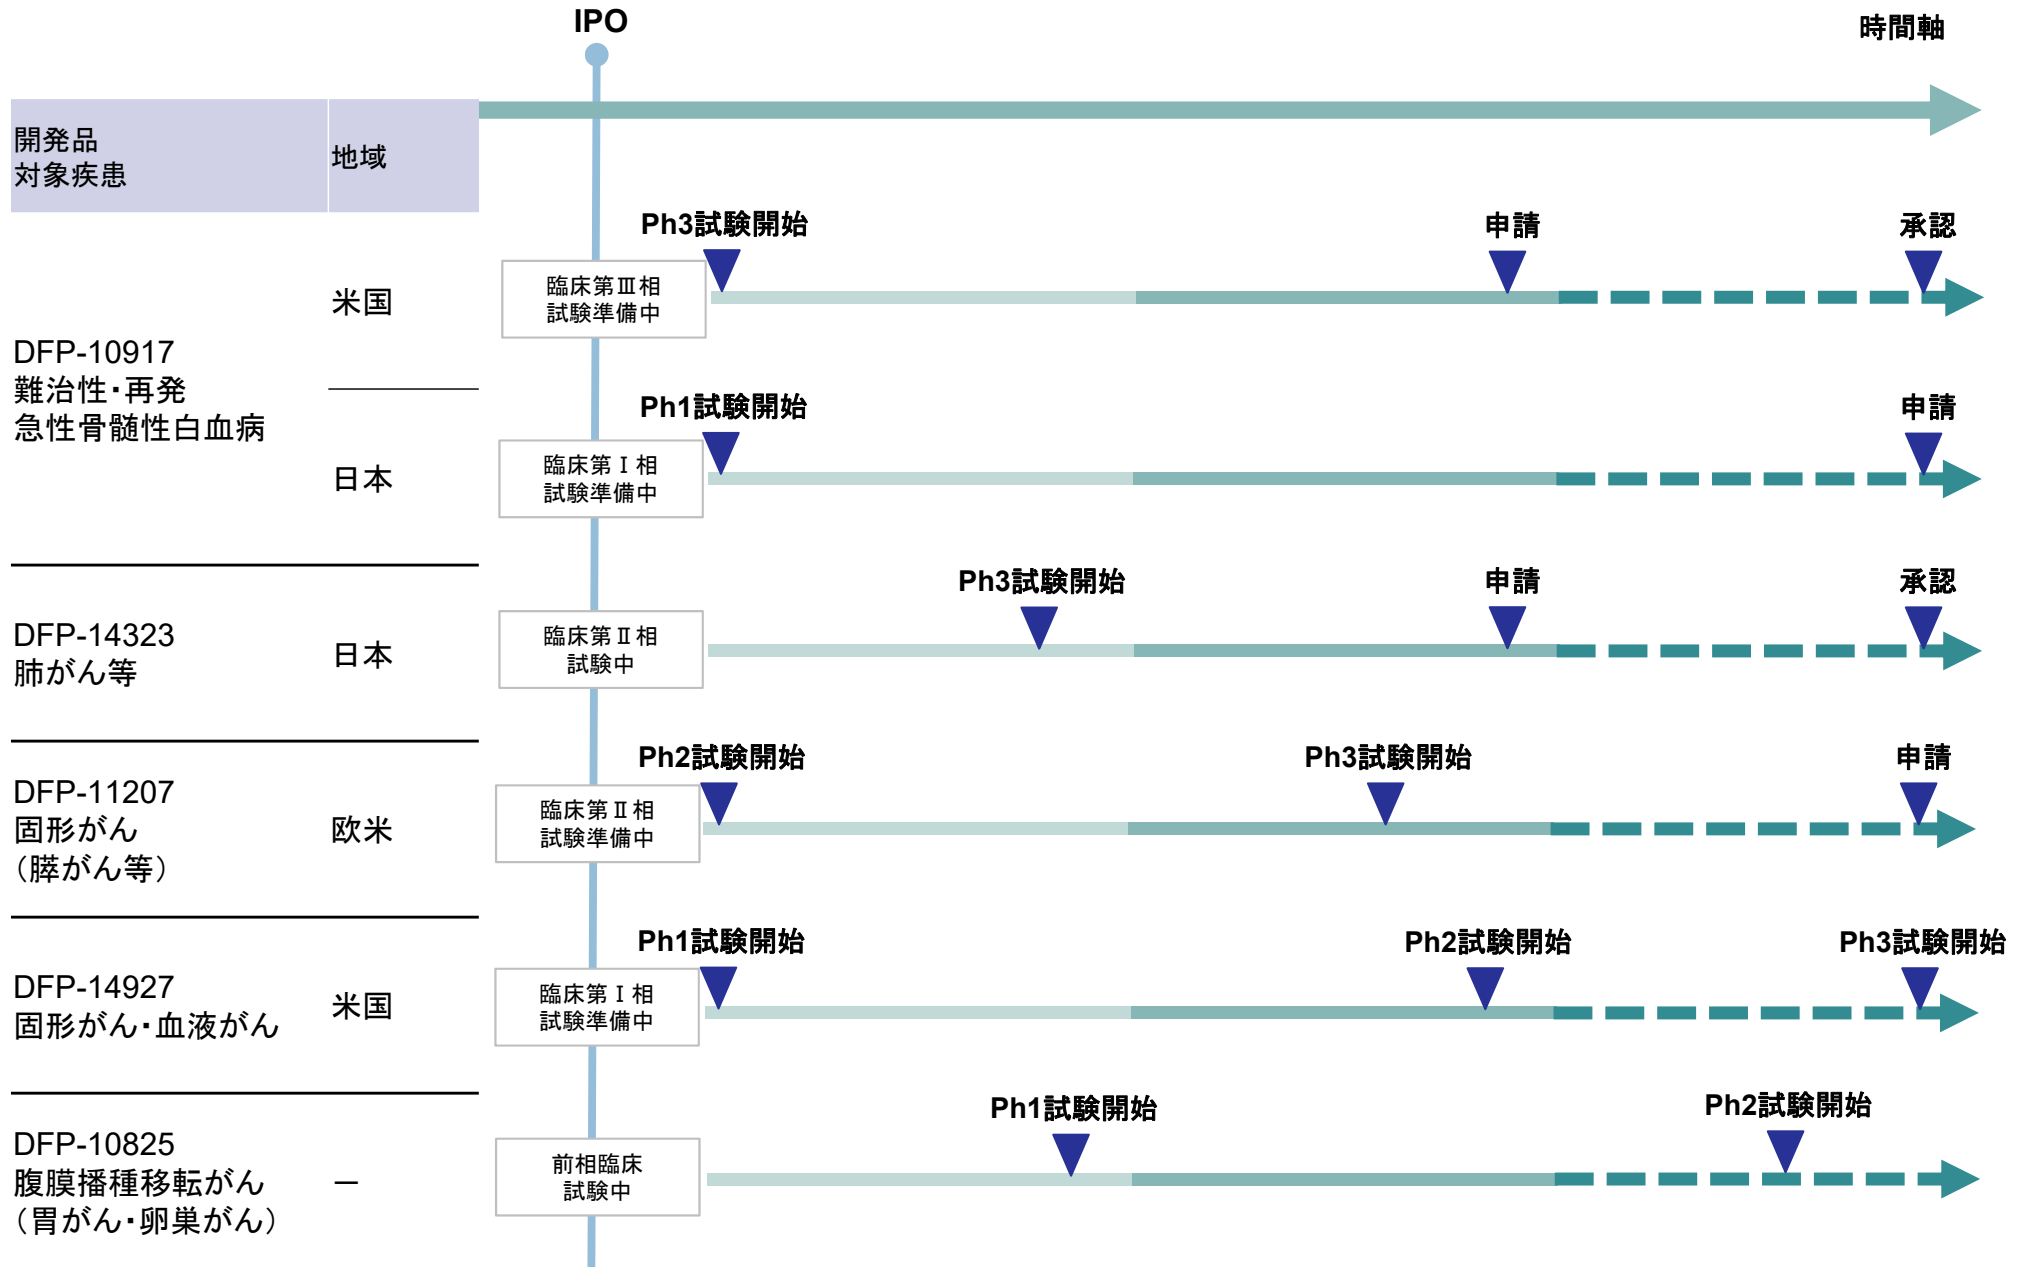 IPO
時間軸
開発品
対象疾患
地域
Ph3試験開始
申請
承認
米国
臨床第Ⅲ相
試験準備中
DFP-10917
難治性・再発
急性骨髄性白血病
Ph1試験開始
申請
日本
臨床第Ⅰ相
試験準備中
Ph3試験開始
申請
承認
DFP-14323
肺がん等
日本
臨床第Ⅱ相
試験中
Ph2試験開始
Ph3試験開始
申請
DFP-11207
固形がん
（膵がん等）
欧米
臨床第Ⅱ相
試験準備中
Ph1試験開始
Ph2試験開始
Ph3試験開始
DFP-14927
固形がん・血液がん
米国
臨床第Ⅰ相
試験準備中
Ph1試験開始
Ph2試験開始
DFP-10825
腹膜播種移転がん
（胃がん・卵巣がん）
－
前相臨床
試験中